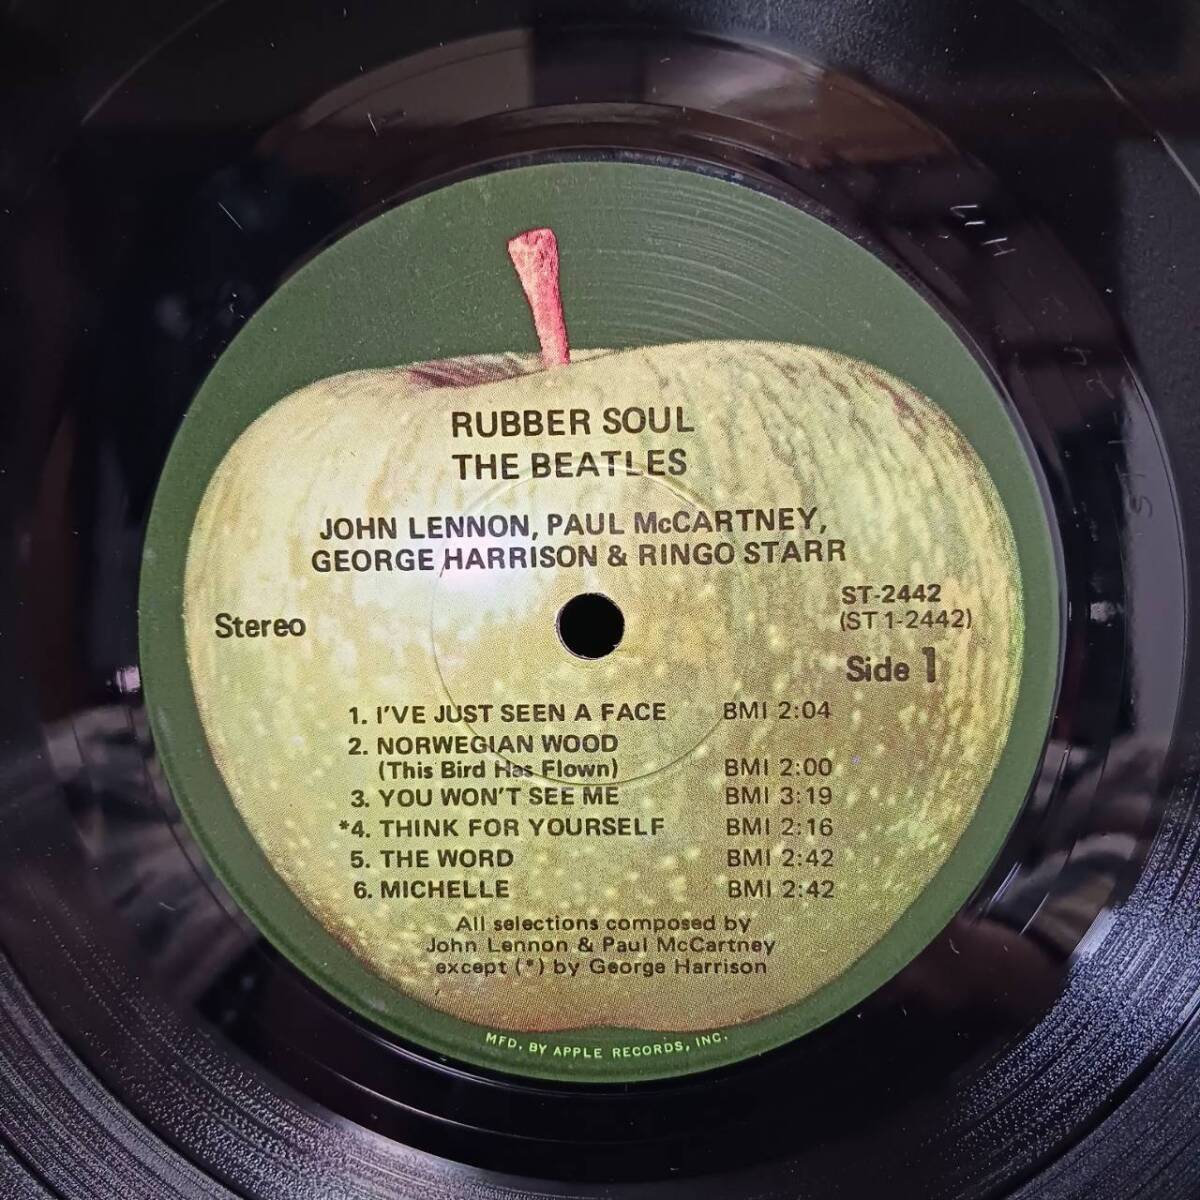 RUBBER SOUL
THE BEATLES
JOHN LENNON, PAUL McCARTNEY,
GEORGE HARRISON & RINGO STARR
Stereo
ST-2442
(ST 1-2442)
Side 1
1. I'VE JUST SEEN A FACE BMI 2:04
2. NORWEGIAN WOOD
(This Bird Has Flown) BMI 2:00
3. YOU WON'T SEE ME BMI 3:19
*4. THINK FOR YOURSELF BMI 2:16
5. THE WORD BMI 2:42
6. MICHELLE BMI 2:42
All selections composed by
John Lennon & Paul McCartney
except (*) by George Harrison
MFD. BY APPLE RECORDS, INC.